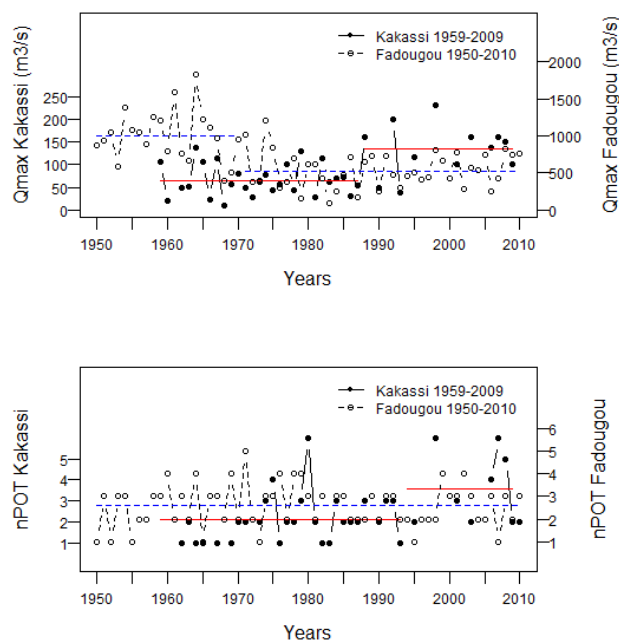 Kakassi 1959-2009
Fadougou 1950-2010
Qmax Kakassi (m3/s)
250
200
150
100
50
0
2000
1500
1000
500
0
Qmax Fadougou (m3/s)
1950 1960 1970 1980 1990 2000 2010
Years
Kakassi 1959-2009
Fadougou 1950-2010
nPOT Kakassi
5
4
3
2
1
6
5
4
3
2
1
nPOT Fadougou
1950 1960 1970 1980 1990 2000 2010
Years